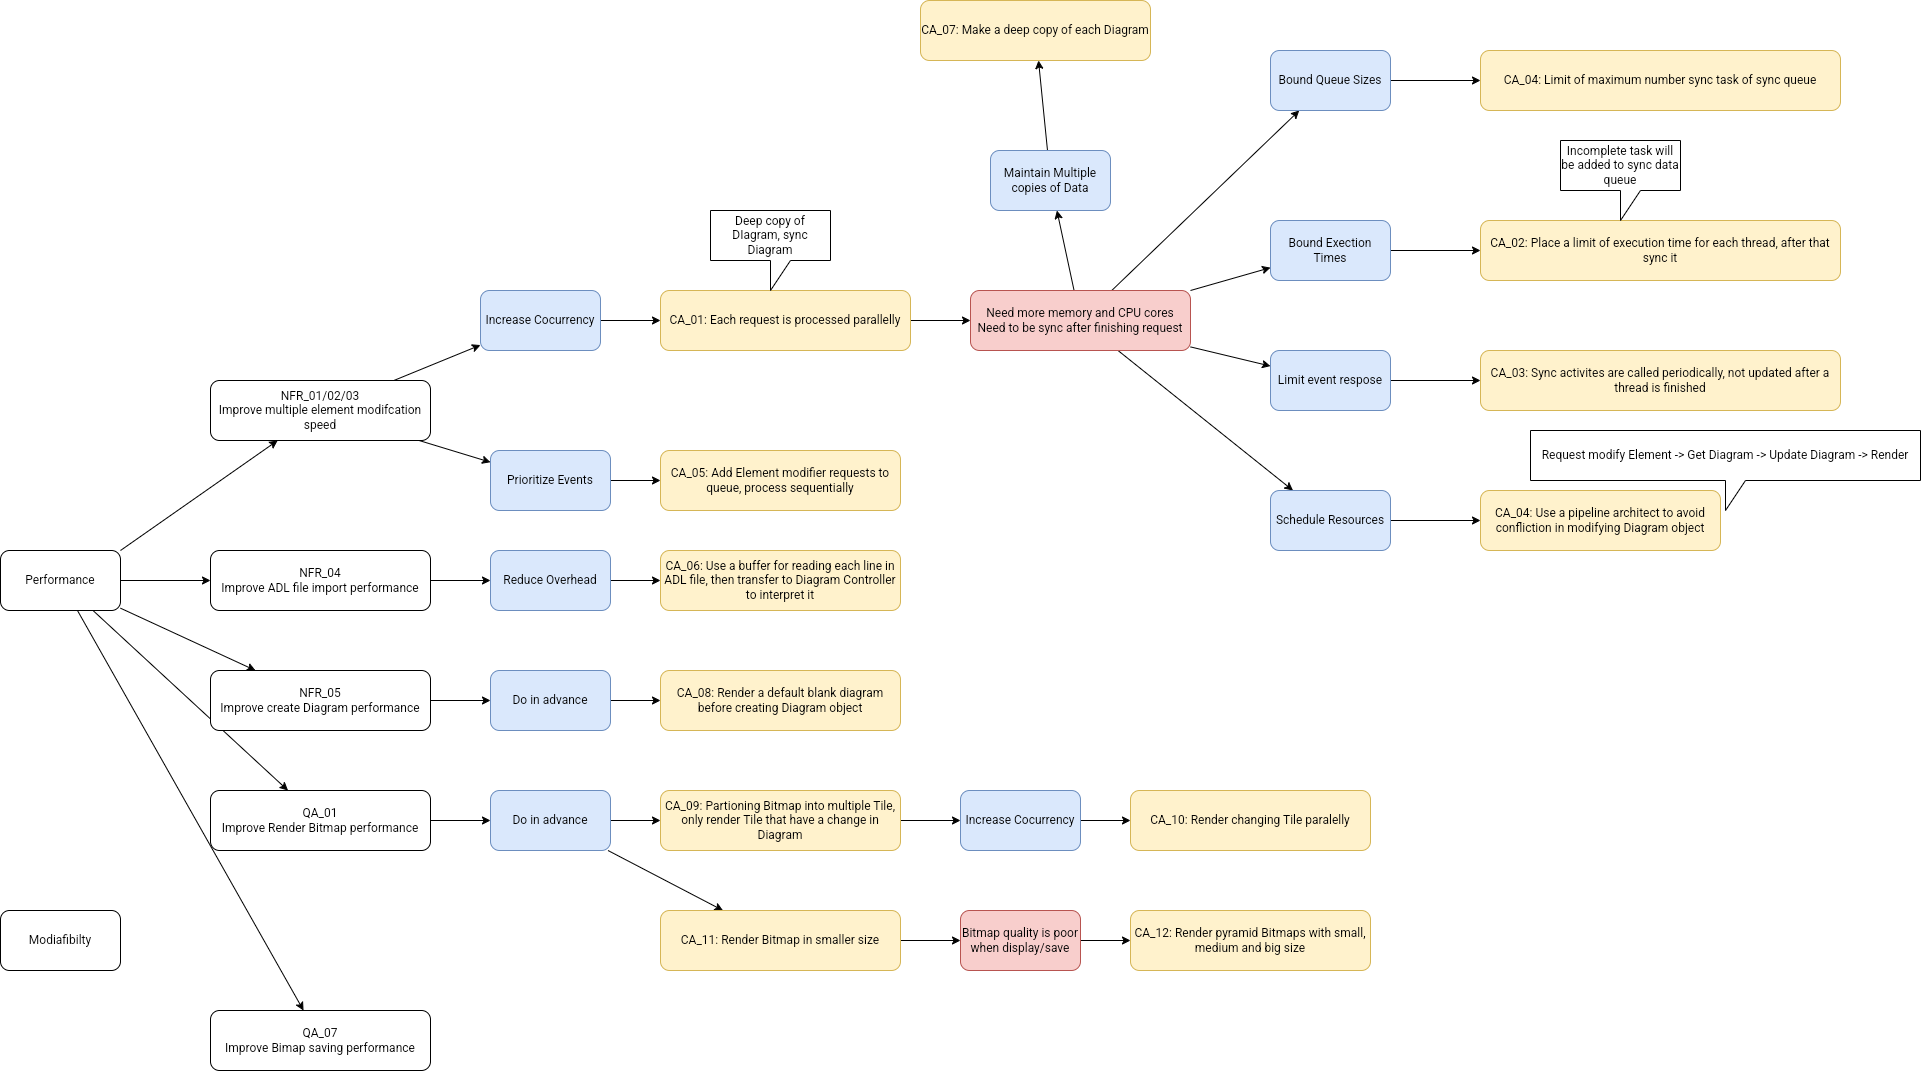 CA_07: Make a deep copy of each Diagram
Bound Queue Sizes
CA_04: Limit of maximum number sync task of sync queue
Maintain Multiple
copies of Data
Incomplete task will
be added to sync data
queue
Deep copy of
DIagram, sync
Diagram
Bound Exection
Times
CA_02: Place a limit of execution time for each thread, after that
sync it
Increase Cocurrency
CA_01: Each request is processed parallelly
Need more memory and CPU cores
Need to be sync after finishing request
Limit event respose
CA_03: Sync activites are called periodically, not updated after a
thread is finished
NFR_01/02/03
Improve multiple element modifcation
speed
Request modify Element -> Get Diagram -> Update Diagram -> Render
Prioritize Events
CA_05: Add Element modifier requests to
queue, process sequentially
Schedule Resources
CA_04: Use a pipeline architect to avoid
confliction in modifying Diagram object
Performance
NFR_04
Improve ADL file import performance
Reduce Overhead
CA_06: Use a buffer for reading each line in
ADL file, then transfer to Diagram Controller
to interpret it
NFR_05
Improve create Diagram performance
Do in advance
CA_08: Render a default blank diagram
before creating Diagram object
QA_01
Improve Render Bitmap performance
Do in advance
CA_09: Partioning Bitmap into multiple Tile,
only render Tile that have a change in
Diagram
Increase Cocurrency
CA_10: Render changing Tile paralelly
Modiafibilty
CA_11: Render Bitmap in smaller size
Bitmap quality is poor
when display/save
CA_12: Render pyramid Bitmaps with small,
medium and big size
QA_07
Improve Bimap saving performance